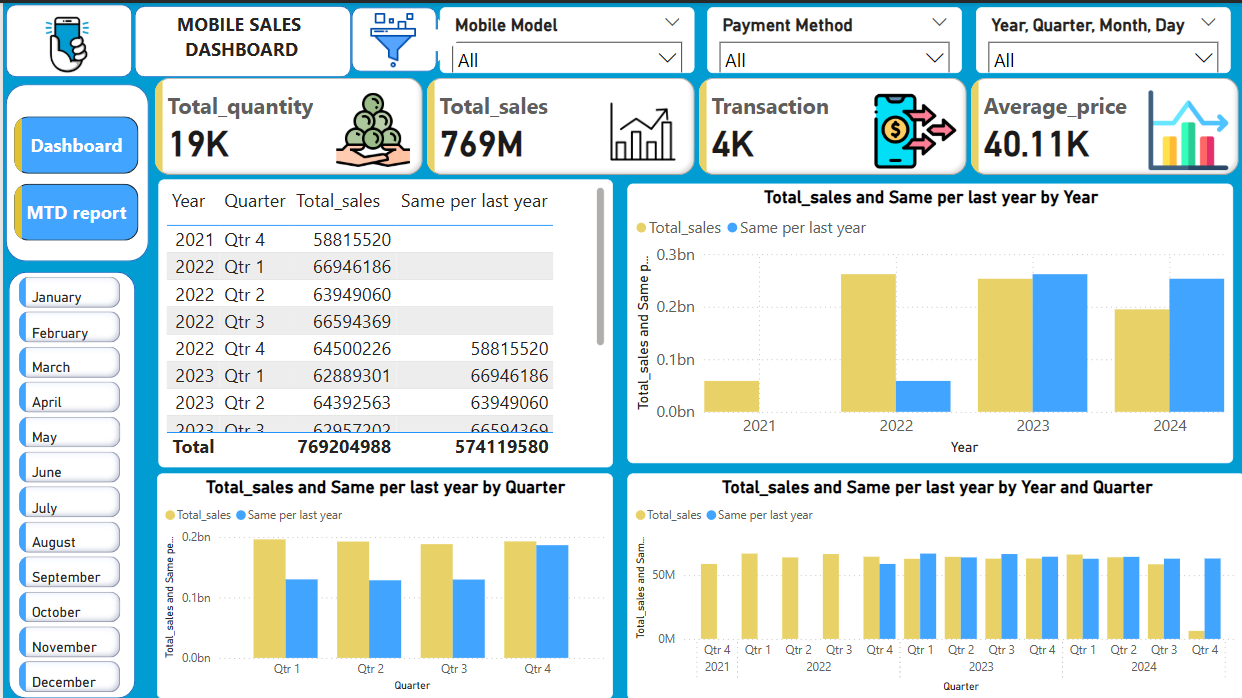 MOBILE SALES
DASHBOARD
Mobile Model
All
Payment Method
All
Year, Quarter, Month, Day
All
Total_quantity
19K
Total_sales
769M
Transaction
4K
Average_price
40.11K
Dashboard
MTD report
January
February
March
April
May
June
July
August
September
October
November
December
Year Quarter Total_sales Same per last year
2021 Qtr 4 58815520
2022 Qtr 1 66946186
2022 Qtr 2 63949060
2022 Qtr 3 66594369
2022 Qtr 4 64500226 58815520
2023 Qtr 1 62889301 66946186
2023 Qtr 2 64392563 63949060
2023 Qtr 3 62957202 66594369
Total 769204988 574119580
Total_sales and Same per last year by Year
Total_sales Same per last year
Total_sales and Same p...
0.3bn
0.2bn
0.1bn
0.0bn
2021 2022 2023 2024
Year
Total_sales and Same per last year by Quarter
Total_sales Same per last year
Total_sales and Same pe...
0.2bn
0.1bn
0.0bn
Qtr 1 Qtr 2 Qtr 3 Qtr 4
Quarter
Total_sales and Same per last year by Year and Quarter
Total_sales Same per last year
Total_sales and Sam...
50M
0M
Qtr 4 Qtr 1 Qtr 2 Qtr 3 Qtr 4 Qtr 1 Qtr 2 Qtr 3 Qtr 4 Qtr 1 Qtr 2 Qtr 3 Qtr 4
2021 2022 2023 2024
Quarter